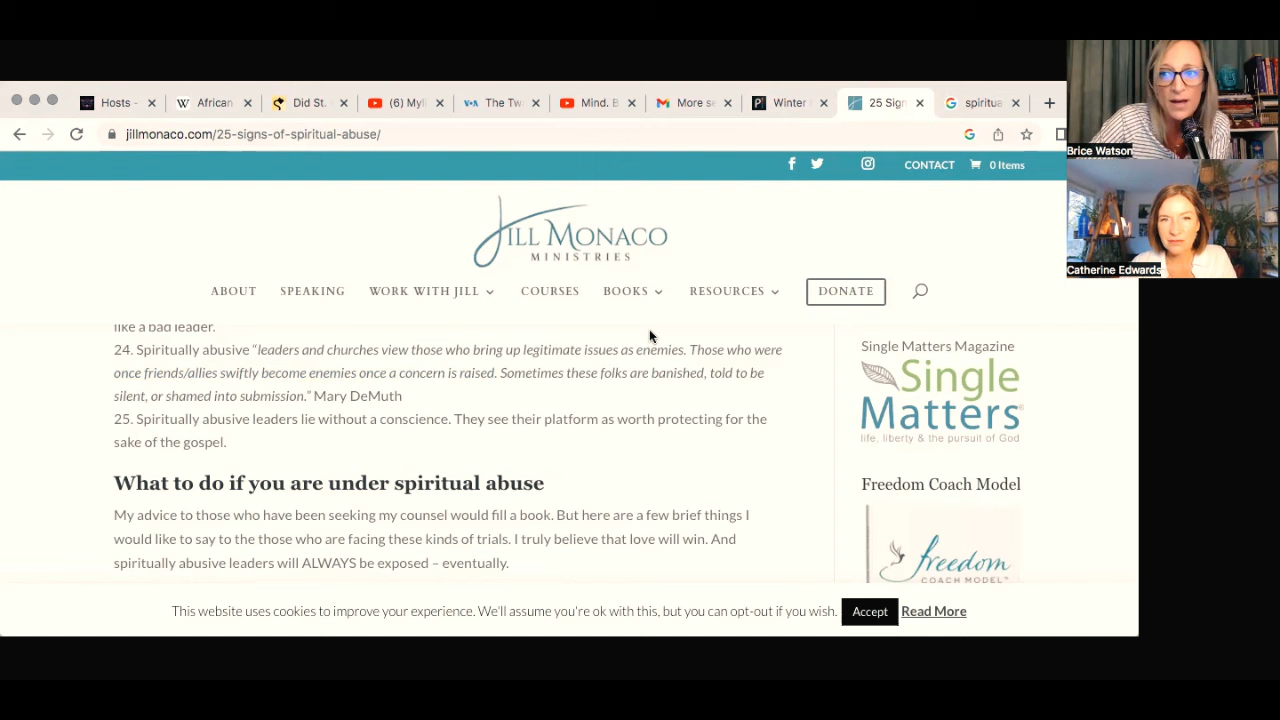 Hosts -
African
Did St.
(6) Myl
The Tw
Mind. B
More se
Winter
25 Sign
spiritua
jillmonaco.com/25-signs-of-spiritual-abuse/
CONTACT 0 Items
JILL MONACO
MINISTRIES
ABOUT SPEAKING WORK WITH JILL COURSES BOOKS RESOURCES DONATE
like a bad leader.
24. Spiritually abusive “leaders and churches view those who bring up legitimate issues as enemies. Those who were
once friends/allies swiftly become enemies once a concern is raised. Sometimes these folks are banished, told to be
silent, or shamed into submission.” Mary DeMuth
25. Spiritually abusive leaders lie without a conscience. They see their platform as worth protecting for the
sake of the gospel.
What to do if you are under spiritual abuse
My advice to those who have been seeking my counsel would fill a book. But here are a few brief things I
would like to say to the those who are facing these kinds of trials. I truly believe that love will win. And
spiritually abusive leaders will ALWAYS be exposed – eventually.
Single Matters Magazine
Single
Matters
life, liberty & the pursuit of God
Freedom Coach Model
freedom
COACH MODEL™
This website uses cookies to improve your experience. We'll assume you're ok with this, but you can opt-out if you wish. Accept Read More
Brice Watson
Catherine Edwards